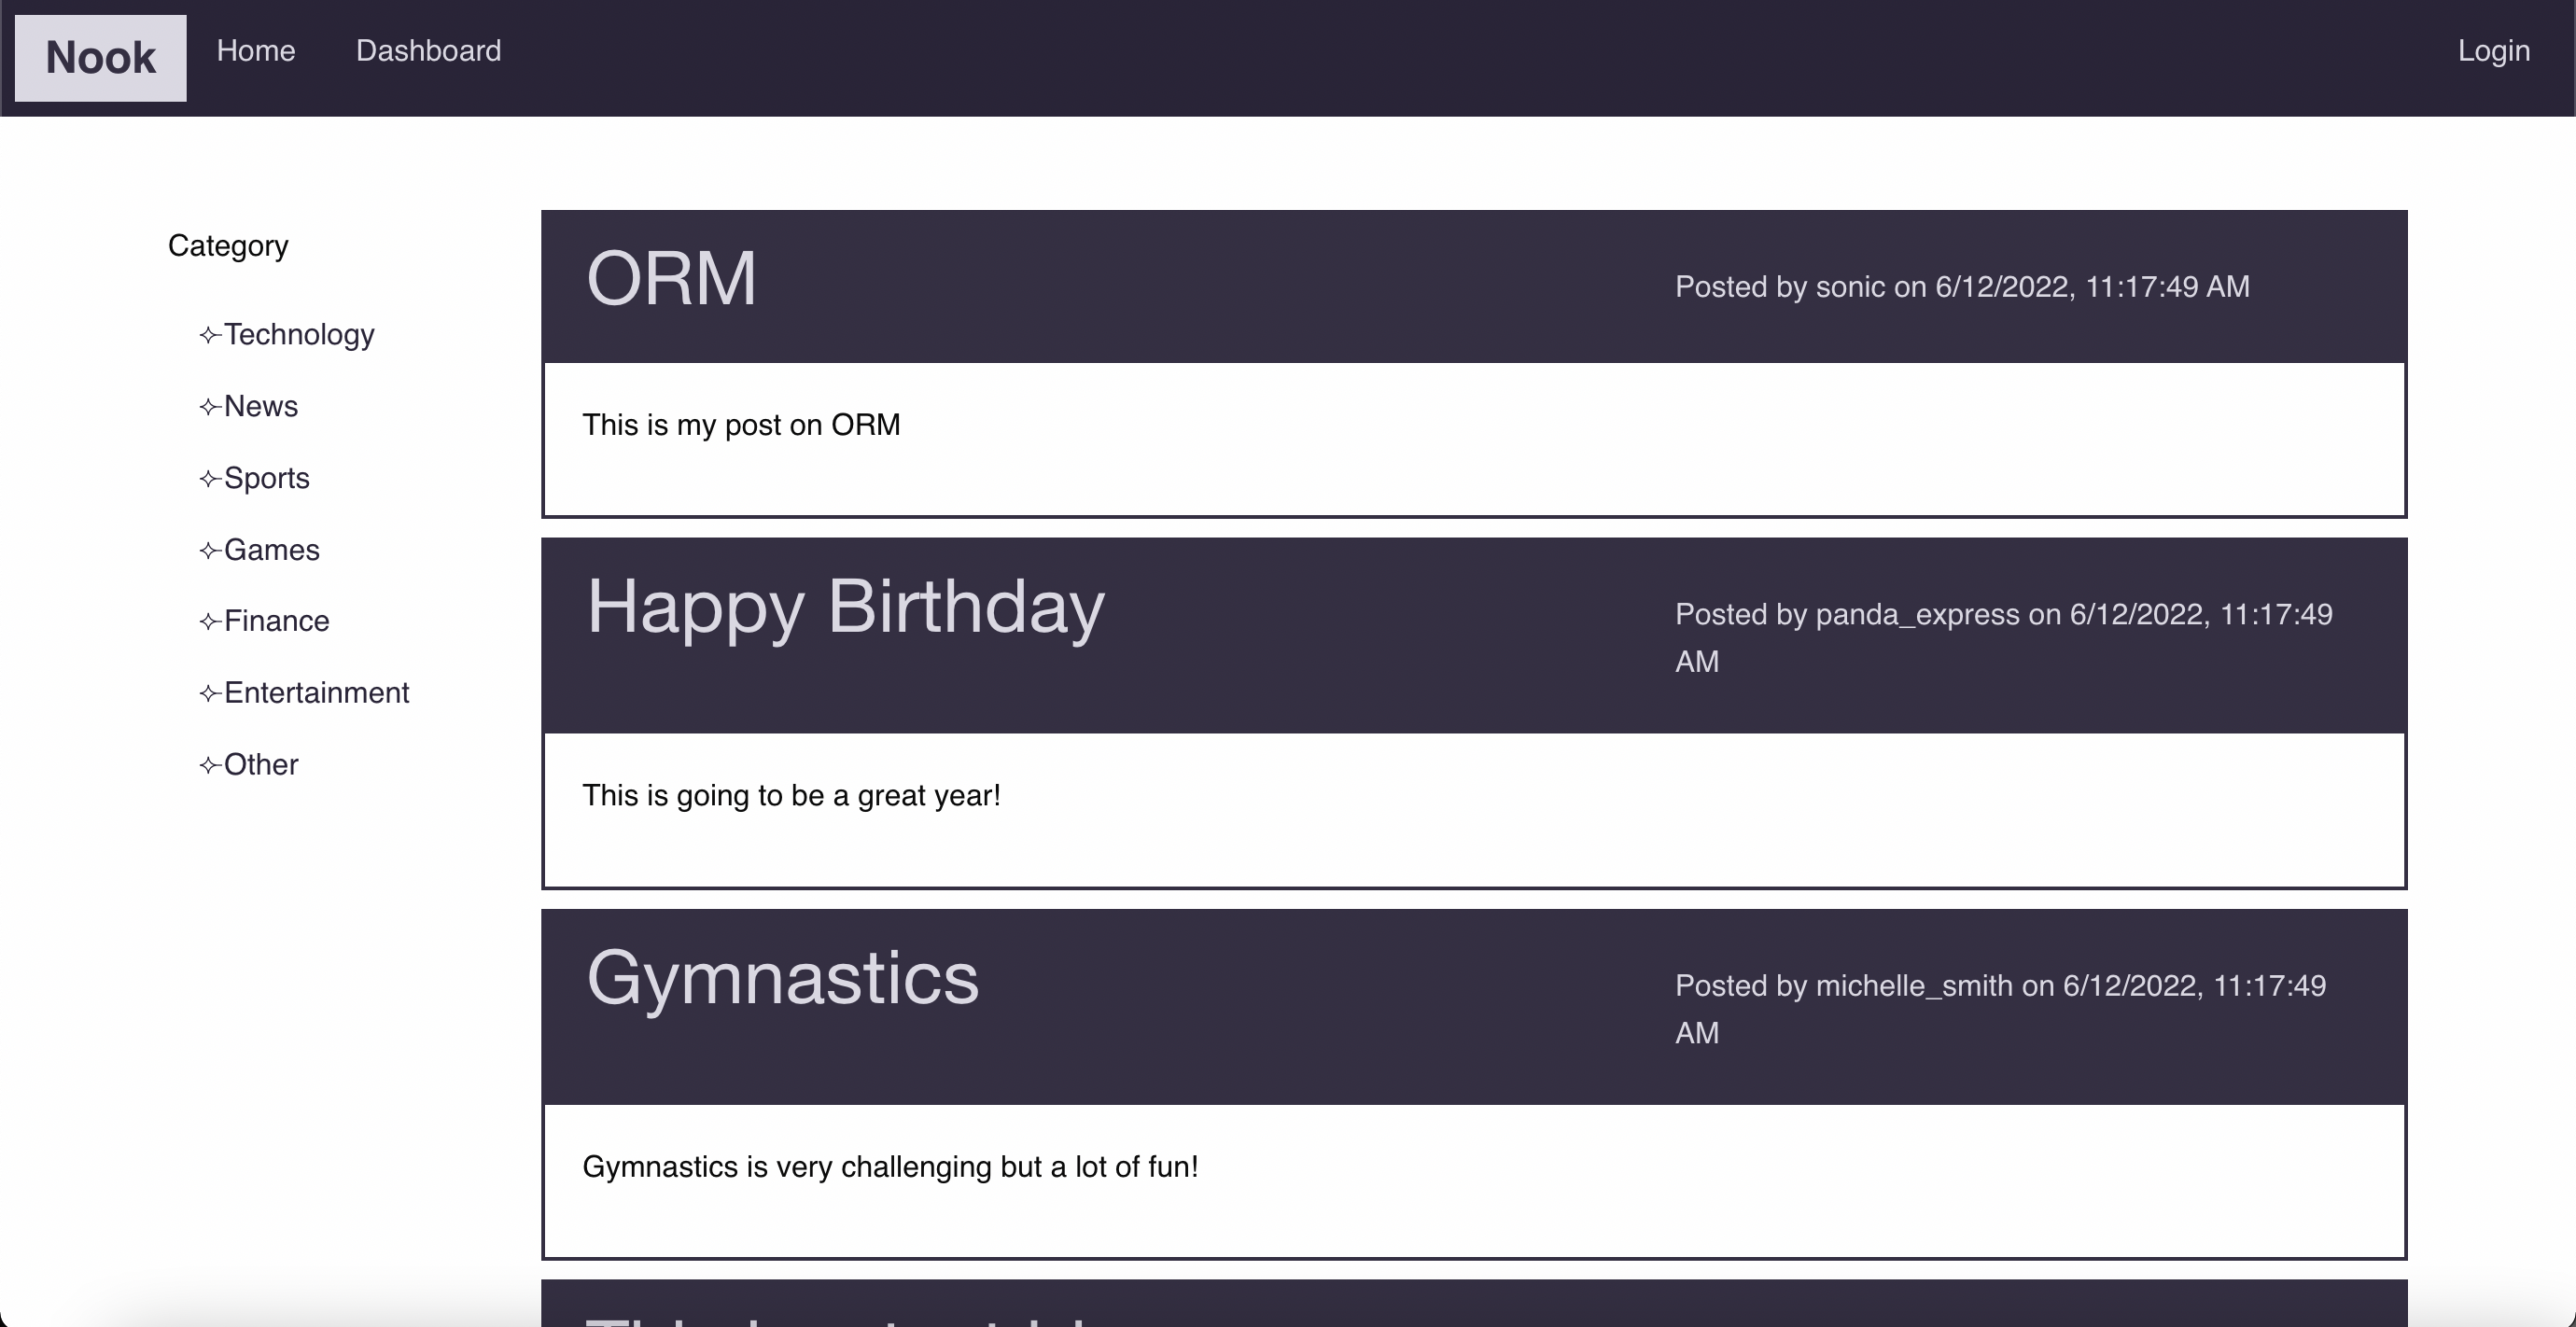 Nook
Home
Dashboard
Login
Category
✧Technology
✧News
✧Sports
✧Games
✧Finance
✧Entertainment
✧Other
ORM
Posted by sonic on 6/12/2022, 11:17:49 AM
This is my post on ORM
Happy Birthday
Posted by panda_express on 6/12/2022, 11:17:49
AM
This is going to be a great year!
Gymnastics
Posted by michelle_smith on 6/12/2022, 11:17:49
AM
Gymnastics is very challenging but a lot of fun!